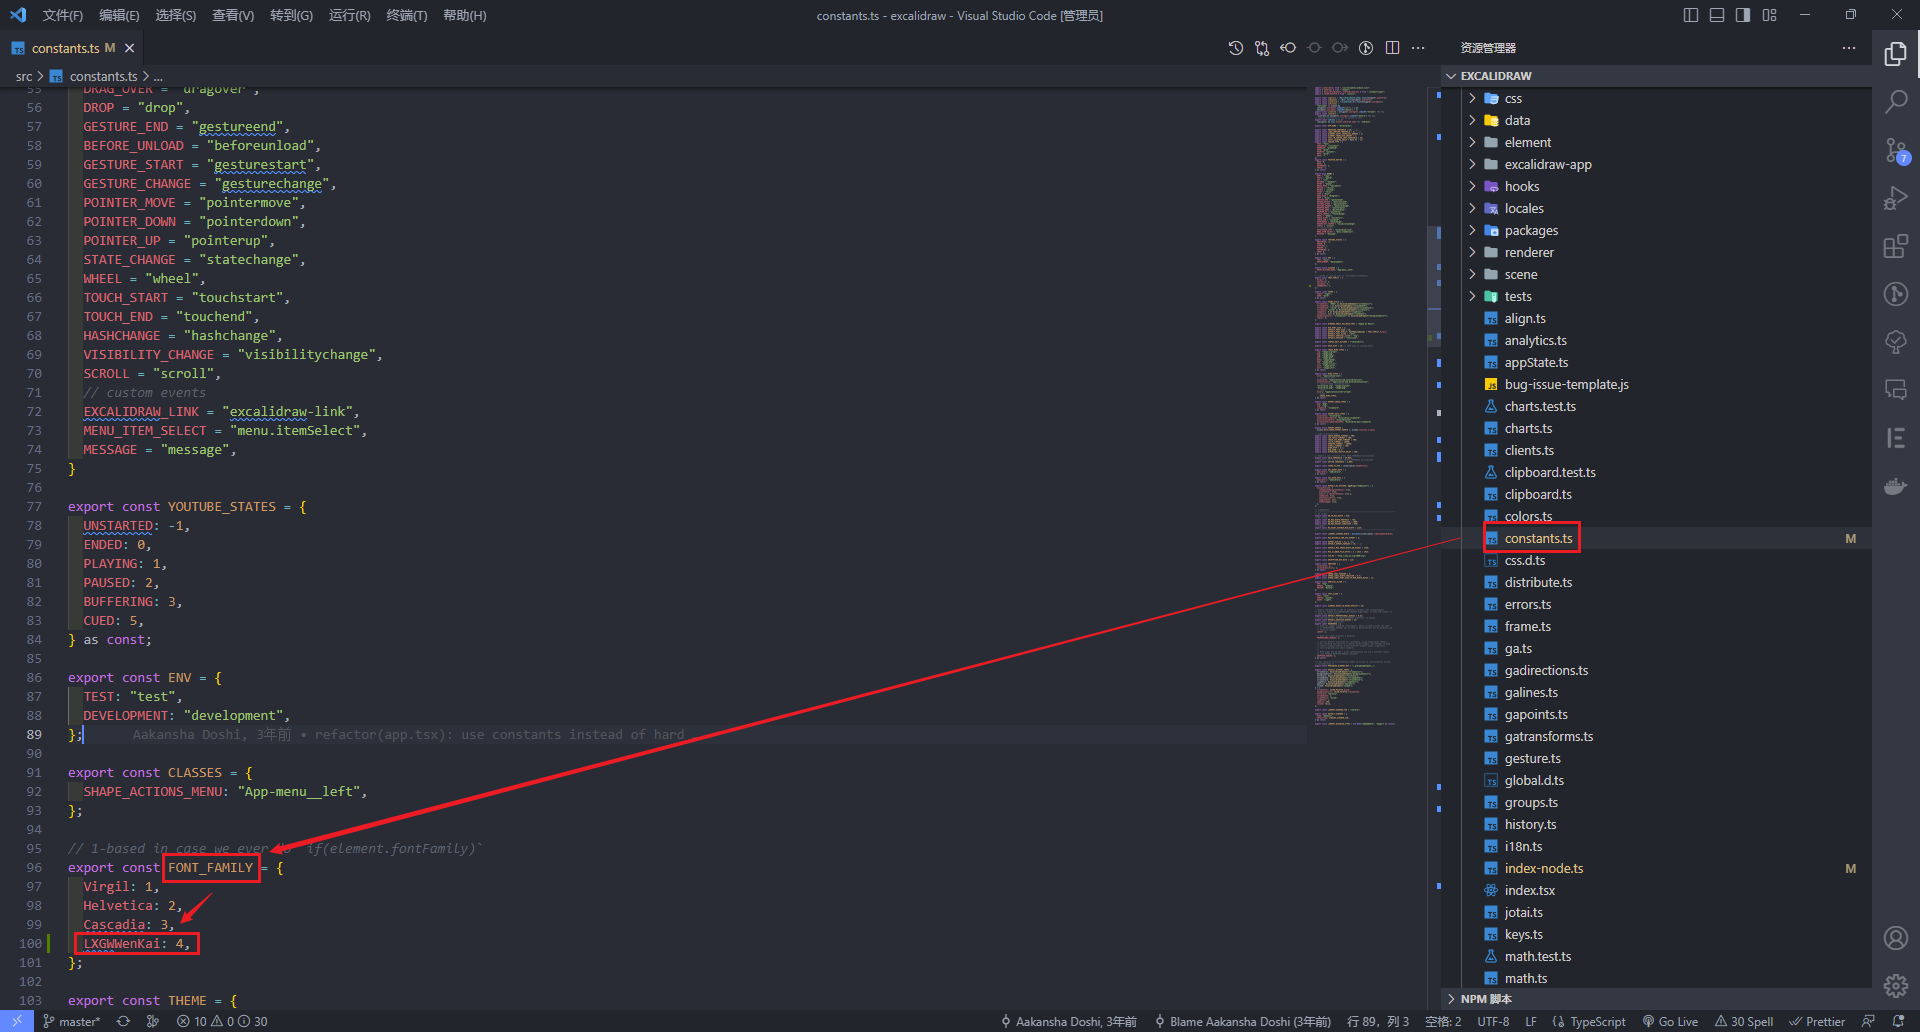 文件(F) 编辑(E) 选择(S) 查看(V) 转到(G) 运行(R) 终端(T) 帮助(H)
constants.ts - excalidraw - Visual Studio Code [管理员]
constants.ts M
src > constants.ts > ...
55 DRAG_OVER = "dragover",
56 DROP = "drop",
57 GESTURE_END = "gestureend",
58 BEFORE_UNLOAD = "beforeunload",
59 GESTURE_START = "gesturestart",
60 GESTURE_CHANGE = "gesturechange",
61 POINTER_MOVE = "pointermove",
62 POINTER_DOWN = "pointerdown",
63 POINTER_UP = "pointerup",
64 STATE_CHANGE = "statechange",
65 WHEEL = "wheel",
66 TOUCH_START = "touchstart",
67 TOUCH_END = "touchend",
68 HASHCHANGE = "hashchange",
69 VISIBILITY_CHANGE = "visibilitychange",
70 SCROLL = "scroll",
71 // custom events
72 EXCALIDRAW_LINK = "excalidraw-link",
73 MENU_ITEM_SELECT = "menu.itemSelect",
74 MESSAGE = "message",
75 }
76
77 export const YOUTUBE_STATES = {
78 UNSTARTED: -1,
79 ENDED: 0,
80 PLAYING: 1,
81 PAUSED: 2,
82 BUFFERING: 3,
83 CUED: 5,
84 } as const;
85
86 export const ENV = {
87 TEST: "test",
88 DEVELOPMENT: "development",
89 }; Aakansha Doshi, 3年前 • refactor(app.tsx): use constants instead of hard
90
91 export const CLASSES = {
92 SHAPE_ACTIONS_MENU: "App-menu__left",
93 };
94
95 // 1-based in case we ever if(element.fontFamily)`
96 export const FONT_FAMILY = {
97 Virgil: 1,
98 Helvetica: 2,
99 Cascadia: 3,
100 LXGWWenKai: 4,
101 };
102
103 export const THEME = {
资源管理器
EXCALIDRAW
css
data
element
excalidraw-app
hooks
locales
packages
renderer
scene
tests
align.ts
analytics.ts
appState.ts
bug-issue-template.js
charts.test.ts
charts.ts
clients.ts
clipboard.test.ts
clipboard.ts
colors.ts
constants.ts M
css.d.ts
distribute.ts
errors.ts
frame.ts
ga.ts
gadirections.ts
galines.ts
gapoints.ts
gatransforms.ts
gesture.ts
global.d.ts
groups.ts
history.ts
i18n.ts
index-node.ts M
index.tsx
jotai.ts
keys.ts
math.test.ts
math.ts
NPM 脚本
7
master* 10 0 30
Aakansha Doshi, 3年前 Blame Aakansha Doshi (3年前) 行 89，列 3 空格: 2 UTF-8 LF TypeScript Go Live 30 Spell Prettier